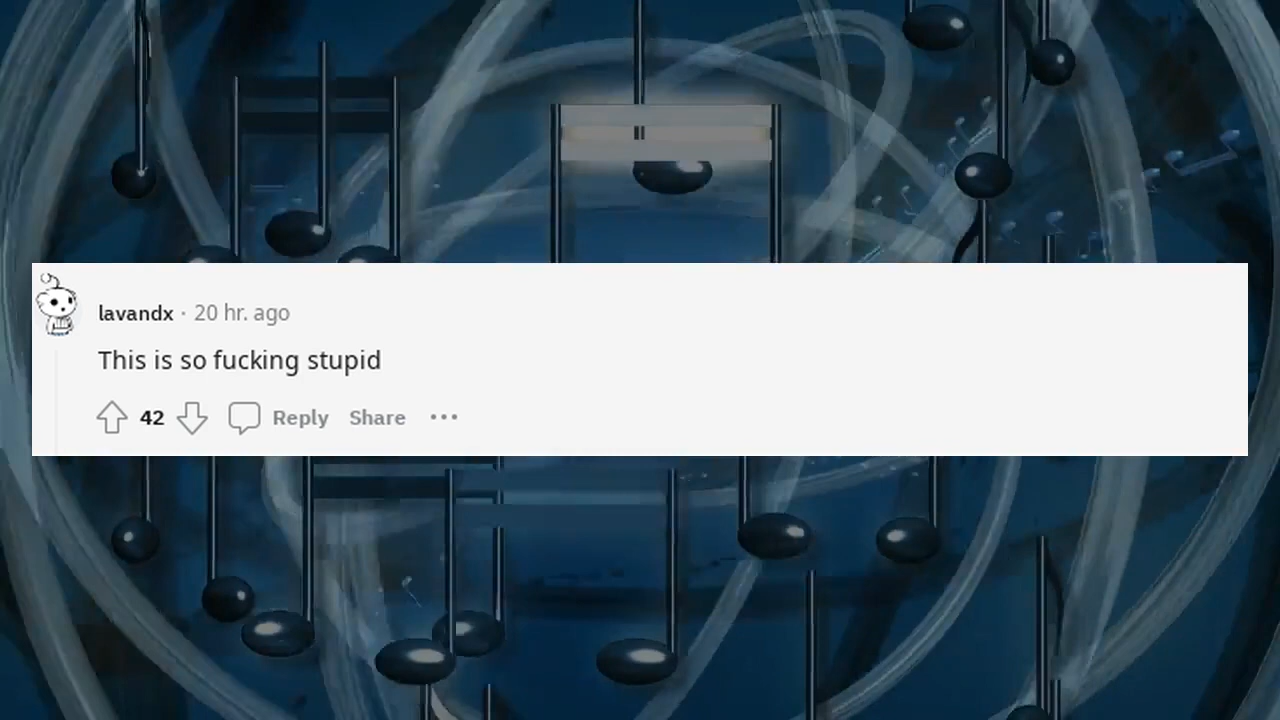 lavandx · 20 hr. ago
This is so fucking stupid
42 Reply Share ···